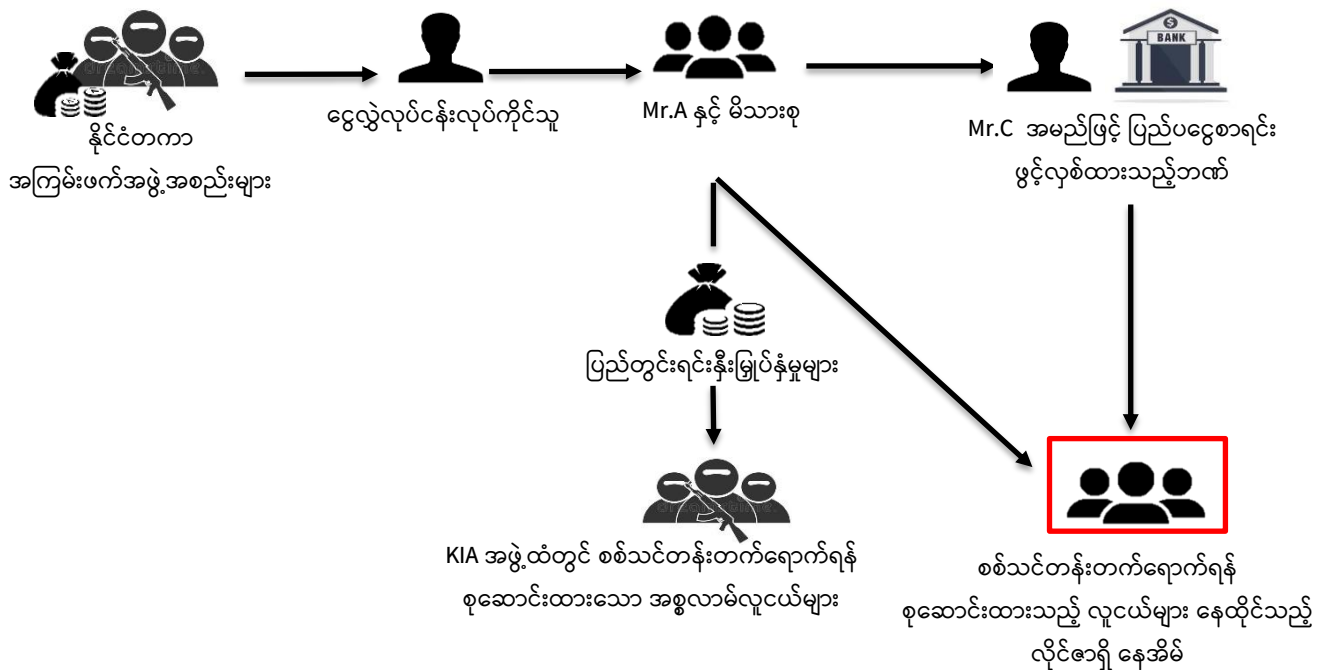 BANK
နိုင်ငံတကာ
အကြမ်းဖက်အဖွဲ့အစည်းများ
ငွေလွှဲလုပ်ငန်းလုပ်ကိုင်သူ
Mr.A နှင့် မိသားစု
Mr.C အမည်ဖြင့် ပြည်ပငွေစာရင်း
ဖွင့်လှစ်ထားသည့်ဘဏ်
ပြည်တွင်းရင်းနှီးမြှုပ်နှံမှုများ
KIA အဖွဲ့ထံတွင် စစ်သင်တန်းတက်ရောက်ရန်
စုဆောင်းထားသော အစ္စလာမ်လူငယ်များ
စစ်သင်တန်းတက်ရောက်ရန်
စုဆောင်းထားသည့် လူငယ်များ နေထိုင်သည့်
လိုင်ဇာရှိ နေအိမ်